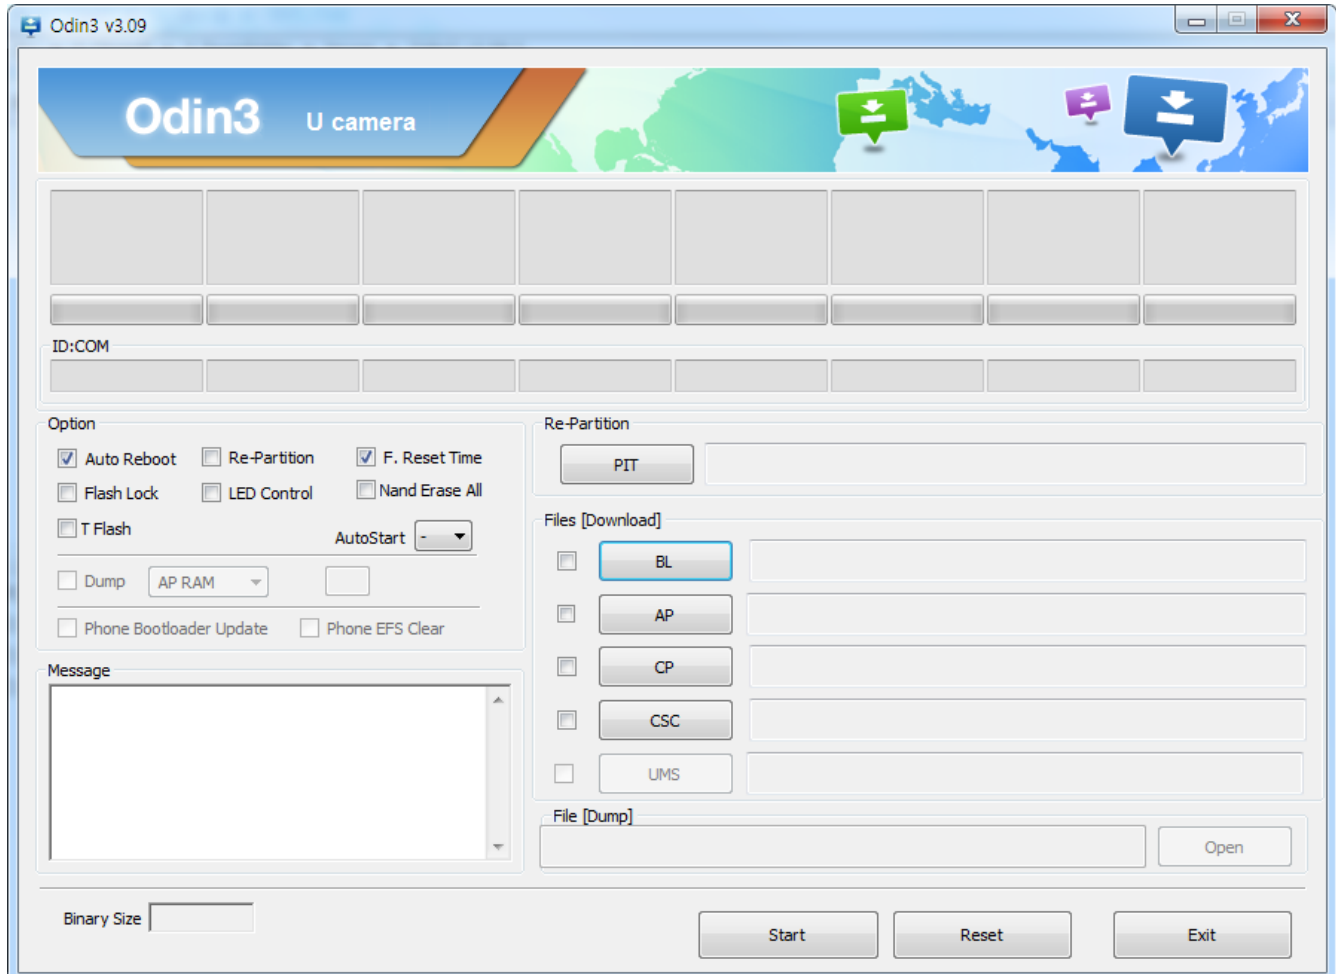 Odin3 v3.09
Odin3 U camera
ID:COM
Option
Auto Reboot Re-Partition F. Reset Time
Flash Lock LED Control Nand Erase All
T Flash
AutoStart -
Dump AP RAM
Phone Bootloader Update Phone EFS Clear
Message
Re-Partition
PIT
Files [Download]
BL
AP
CP
CSC
UMS
File [Dump]
Open
Binary Size
Start Reset Exit